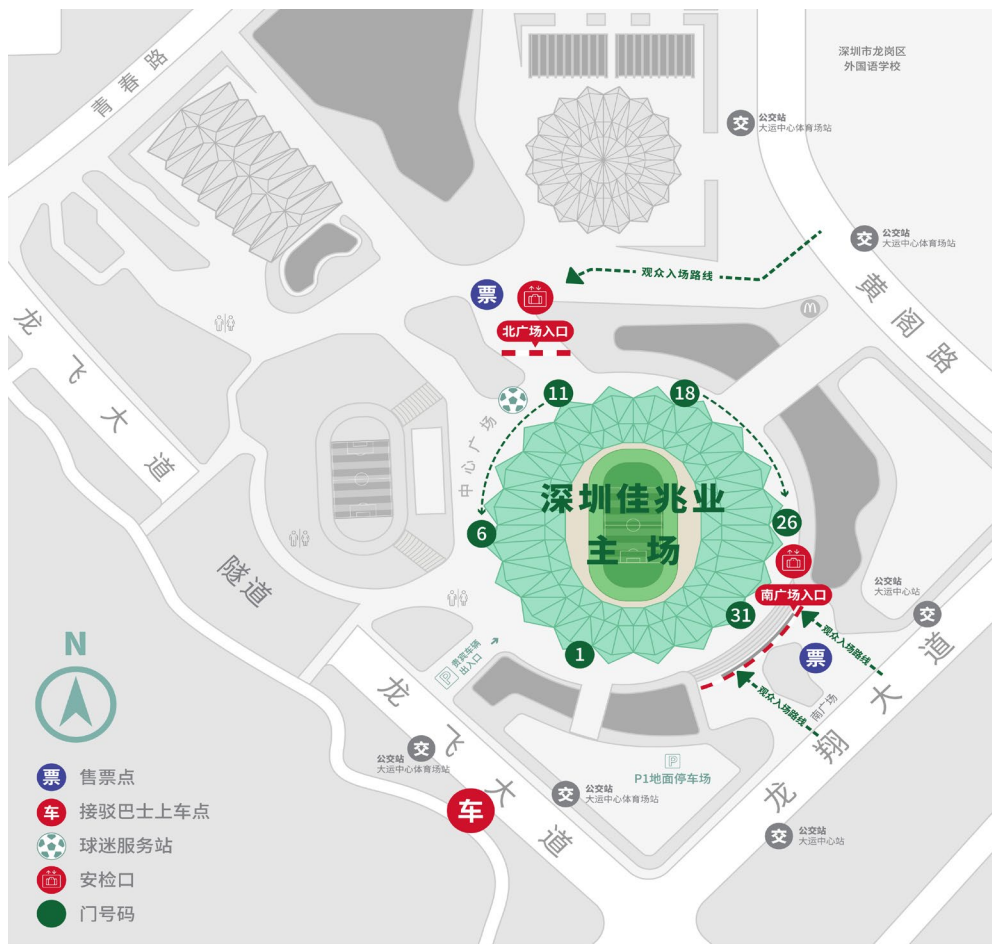 深圳市龙岗区
外国语学校
青春路
交
公交站
大运中心体育场站
交
公交站
大运中心体育场站
观众入场路线
票
北广场入口
黄阁路
龙飞大道
11
18
中心广场
深圳佳兆业
主 场
6
26
南广场入口
隧道
31
1
公交站
大运中心站
交
观众入场路线
票
观众入场路线
南广场
龙翔大道
贵宾车辆
出入口
P
N
龙飞大道
P
P1地面停车场
公交站
大运中心体育场站
交
交
公交站
大运中心体育场站
车
交
公交站
大运中心站
票 售票点
车 接驳巴士上车点
球迷服务站
安检口
门号码